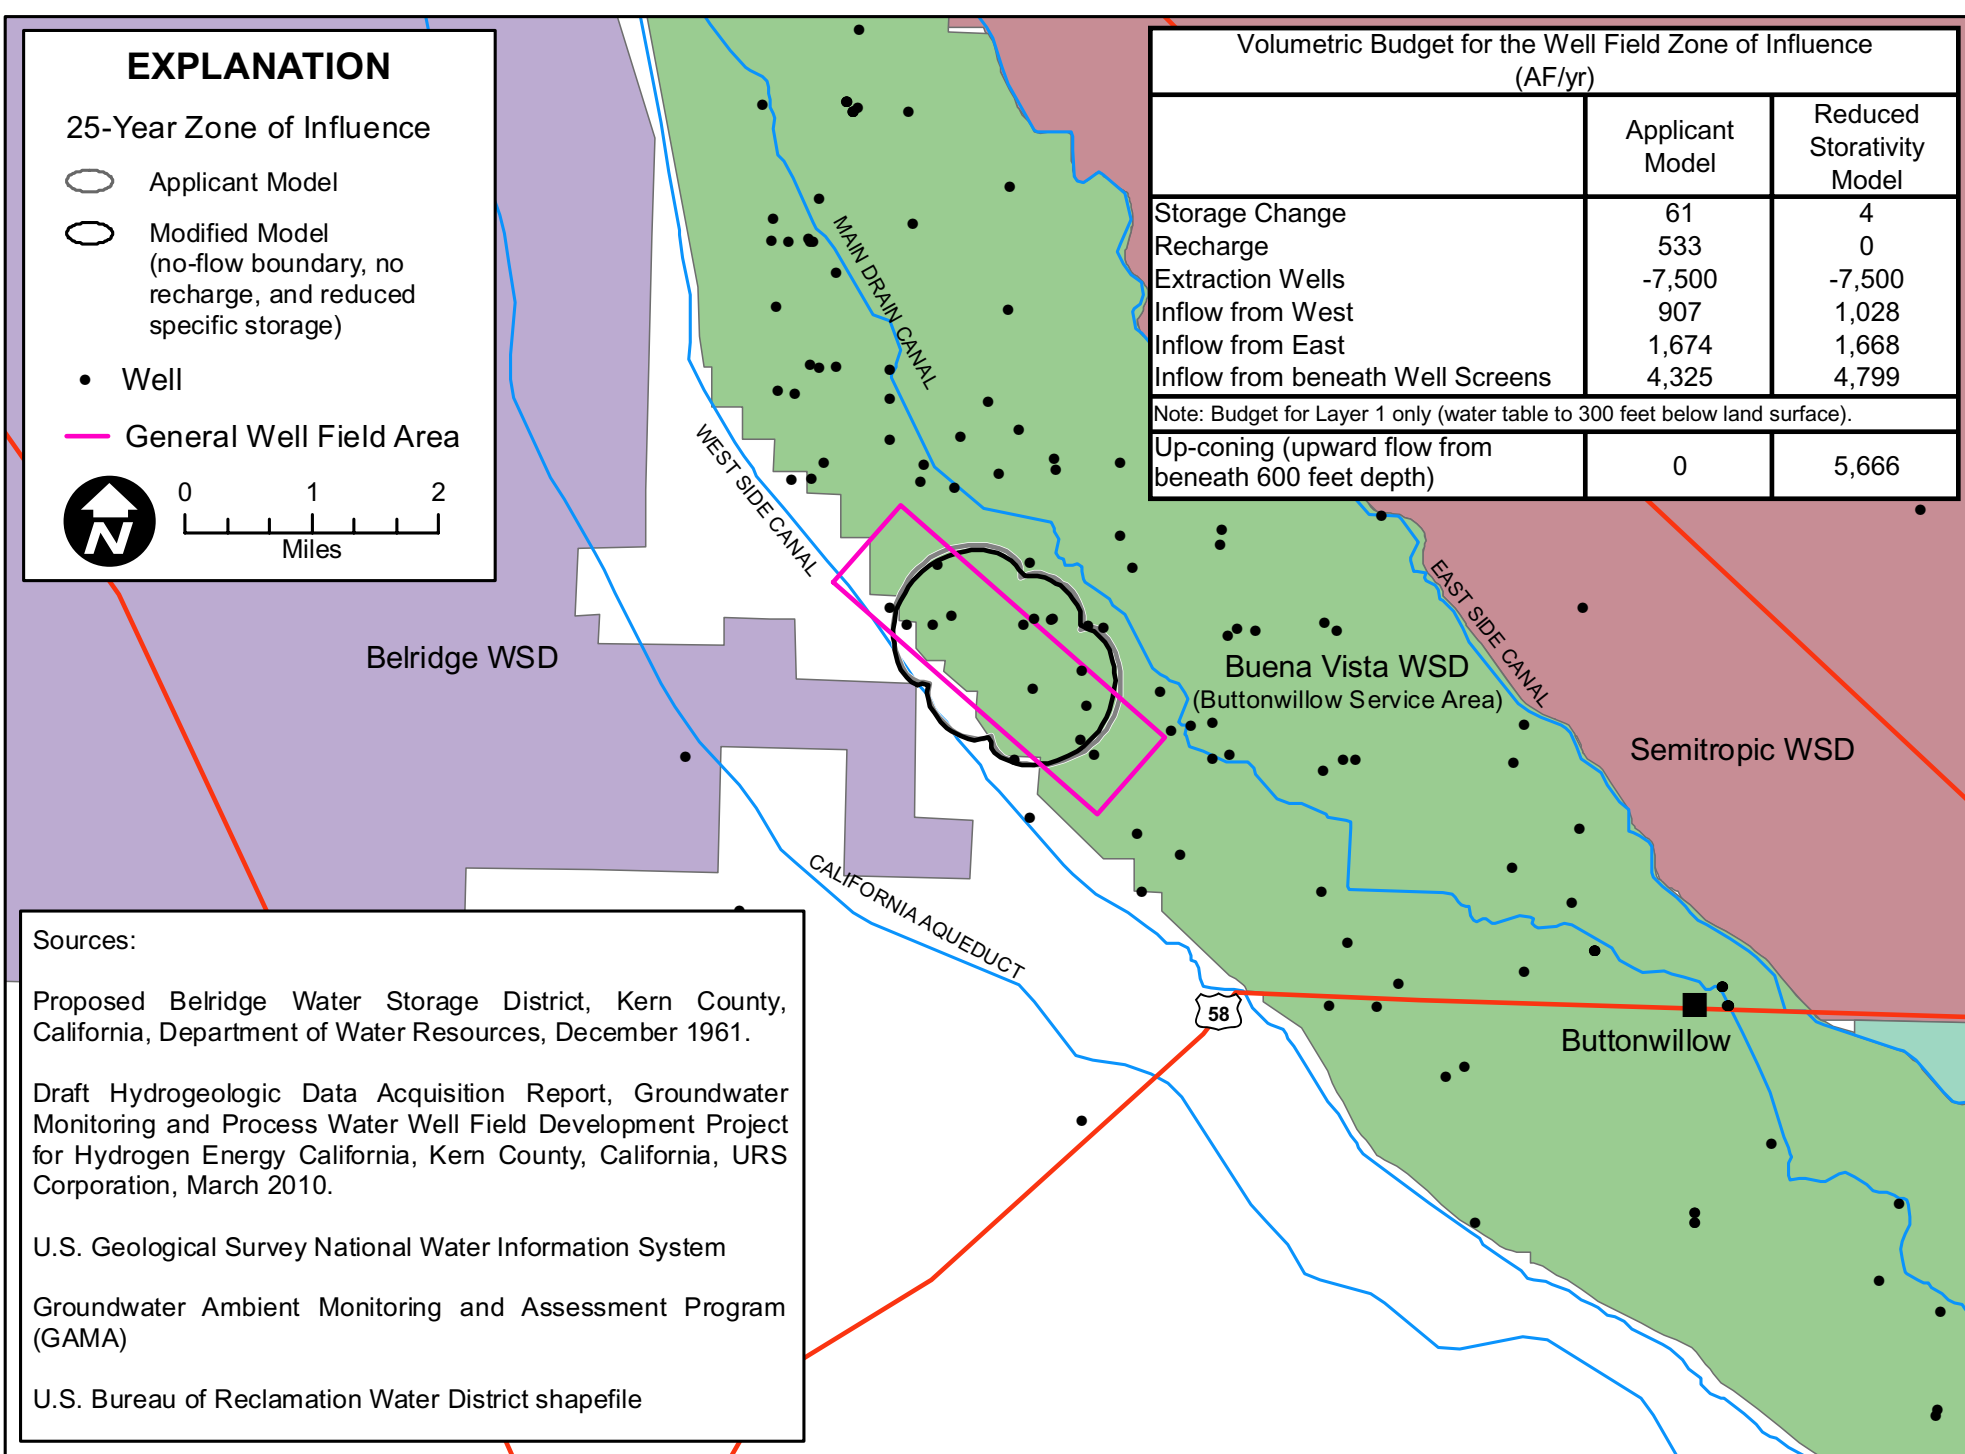 EXPLANATION
25-Year Zone of Influence
Applicant Model
Modified Model
(no-flow boundary, no
recharge, and reduced
specific storage)
Well
General Well Field Area
N
0 1 2
Miles
Volumetric Budget for the Well Field Zone of Influence
(AF/yr)
Applicant
Model
Reduced
Storativity
Model
Storage Change 61 4
Recharge 533 0
Extraction Wells -7,500 -7,500
Inflow from West 907 1,028
Inflow from East 1,674 1,668
Inflow from beneath Well Screens 4,325 4,799
Note: Budget for Layer 1 only (water table to 300 feet below land surface).
Up-coning (upward flow from
beneath 600 feet depth) 0 5,666
MAIN DRAIN CANAL
WEST SIDE CANAL
EAST SIDE CANAL
Belridge WSD
Buena Vista WSD
(Buttonwillow Service Area)
Semitropic WSD
CALIFORNIA AQUEDUCT
58
Buttonwillow
Sources:
Proposed Belridge Water Storage District, Kern County,
California, Department of Water Resources, December 1961.
Draft Hydrogeologic Data Acquisition Report, Groundwater
Monitoring and Process Water Well Field Development Project
for Hydrogen Energy California, Kern County, California, URS
Corporation, March 2010.
U.S. Geological Survey National Water Information System
Groundwater Ambient Monitoring and Assessment Program
(GAMA)
U.S. Bureau of Reclamation Water District shapefile